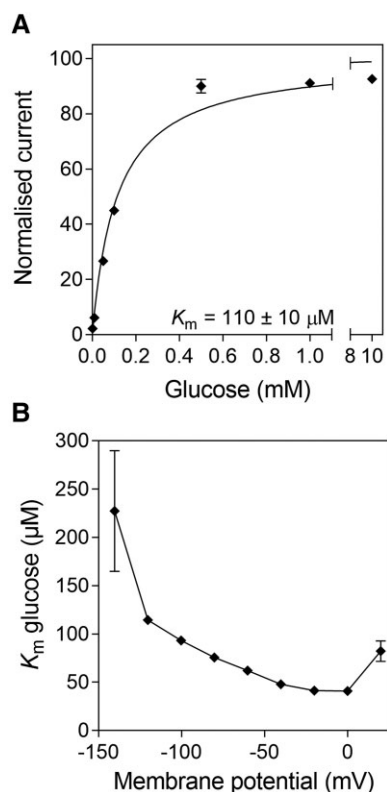 A
100
80
60
40
20
0
Normalised current
Km = 110 ± 10 µM
0.0 0.2 0.4 0.6 0.8 1.0 8 10
Glucose (mM)
B
300
250
200
150
100
50
0
Km glucose (µM)
-150 -100 -50 0
Membrane potential (mV)